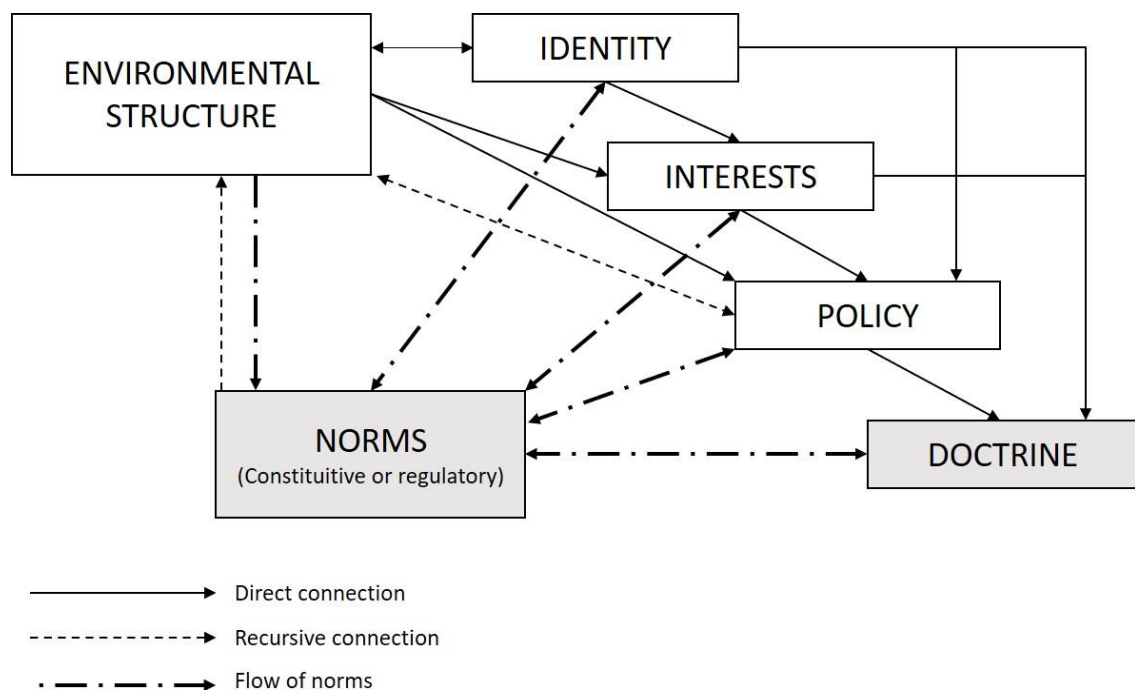 ENVIRONMENTAL
STRUCTURE
IDENTITY
INTERESTS
POLICY
NORMS
(Constituitive or regulatory)
DOCTRINE
Direct connection
Recursive connection
Flow of norms